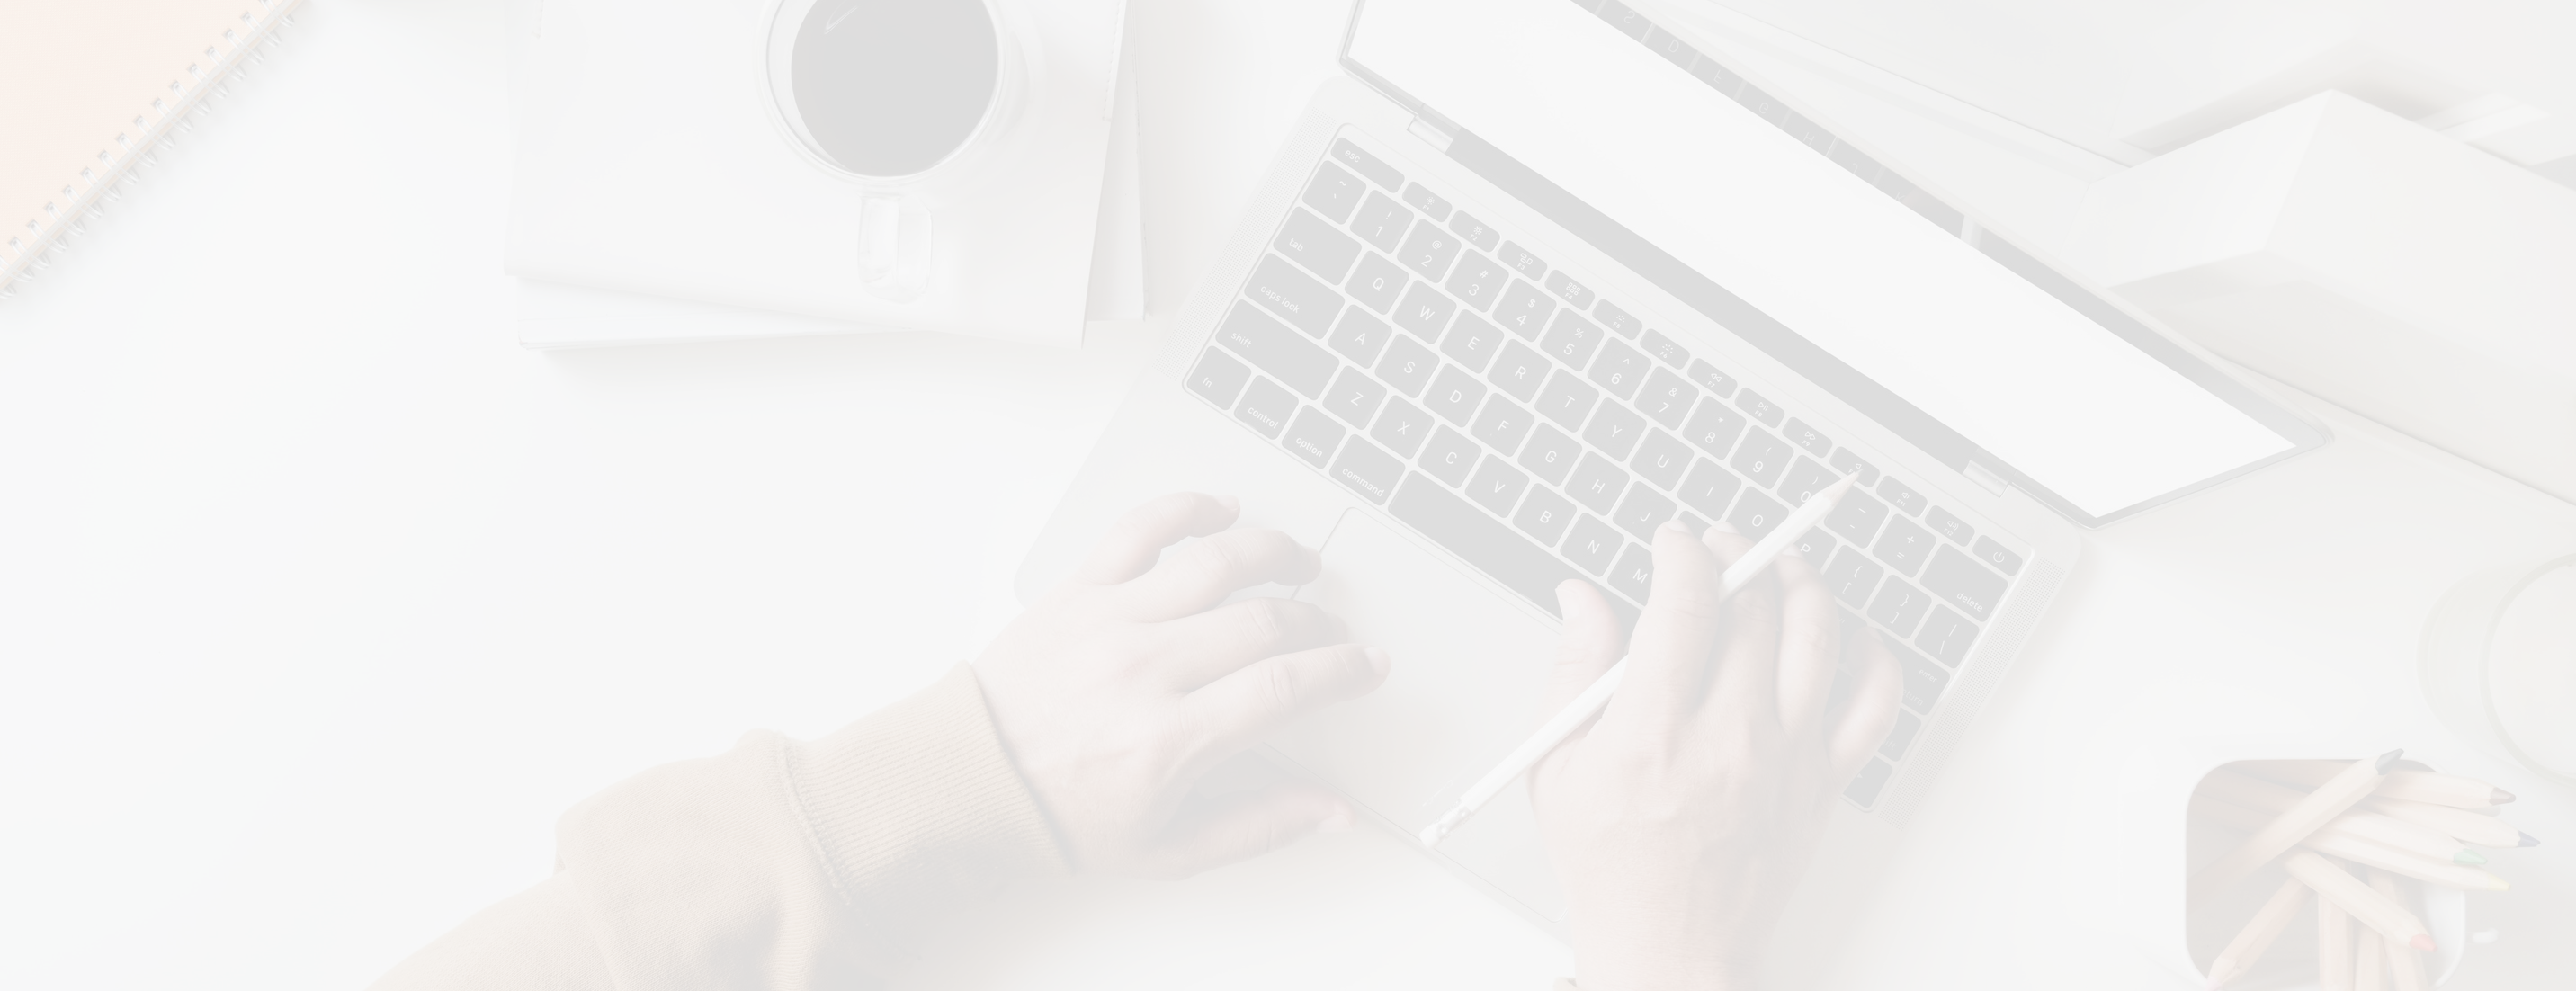 esc
~ `
! 1
@ 2
# 3
$ 4
% 5
^ 6
& 7
* 8
( 9
) 0
_ -
+ =
delete
tab
Q W E R T Y U I O P
{ [
} ]
| \
caps lock
A S D F G H J
shift
Z X C V B N M
fn
control
option
command